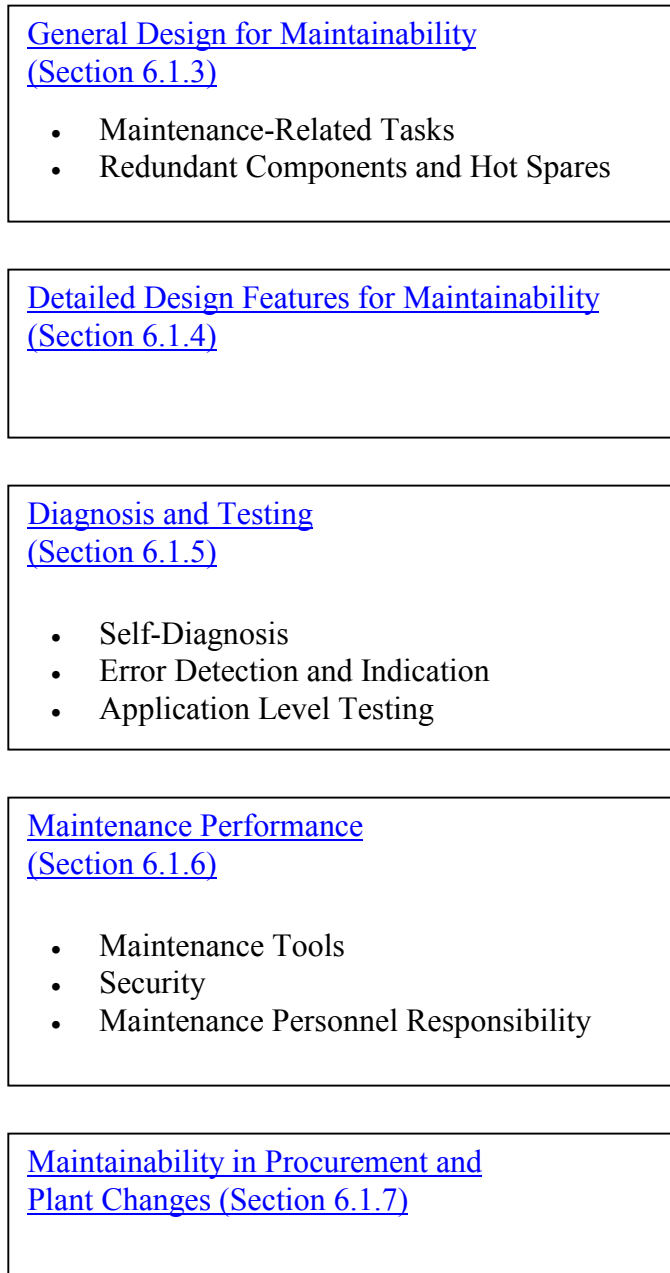 General Design for Maintainability
(Section 6.1.3)
• Maintenance-Related Tasks
• Redundant Components and Hot Spares
Detailed Design Features for Maintainability
(Section 6.1.4)
Diagnosis and Testing
(Section 6.1.5)
• Self-Diagnosis
• Error Detection and Indication
• Application Level Testing
Maintenance Performance
(Section 6.1.6)
• Maintenance Tools
• Security
• Maintenance Personnel Responsibility
Maintainability in Procurement and
Plant Changes (Section 6.1.7)